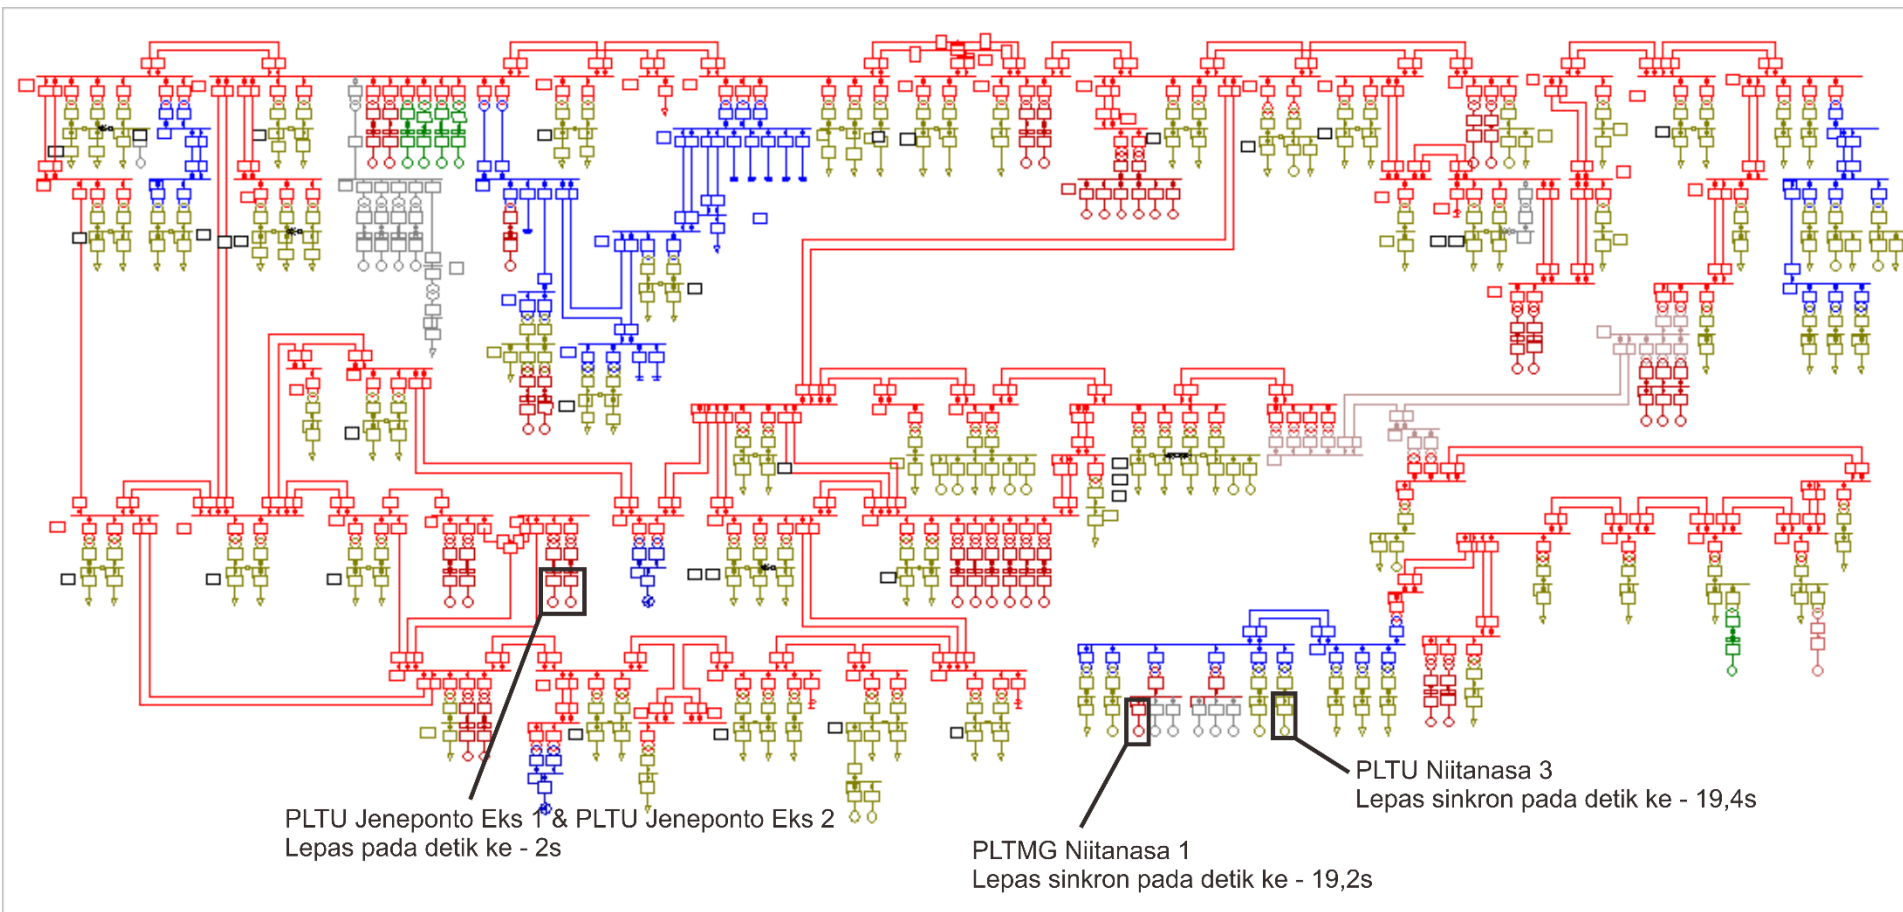 PLTU Jeneponto Eks 1 & PLTU Jeneponto Eks 2
Lepas pada detik ke - 2s
PLTU Niitanasa 3
Lepas sinkron pada detik ke - 19,4s
PLTMG Niitanasa 1
Lepas sinkron pada detik ke - 19,2s